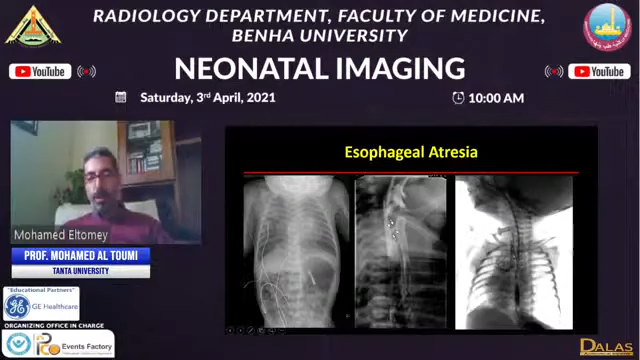 RADIOLOGY DEPARTMENT, FACULTY OF MEDICINE,
BENHA UNIVERSITY
YouTube
NEONATAL IMAGING
YouTube
Saturday, 3rd April, 2021
10:00 AM
Esophageal Atresia
Mohamed Eltomey
PROF. MOHAMED AL TOUMI
TANTA UNIVERSITY
"Educational Partners"
GE Healthcare
ORGANIZING OFFICE IN CHARGE
Events Factory
DALAS